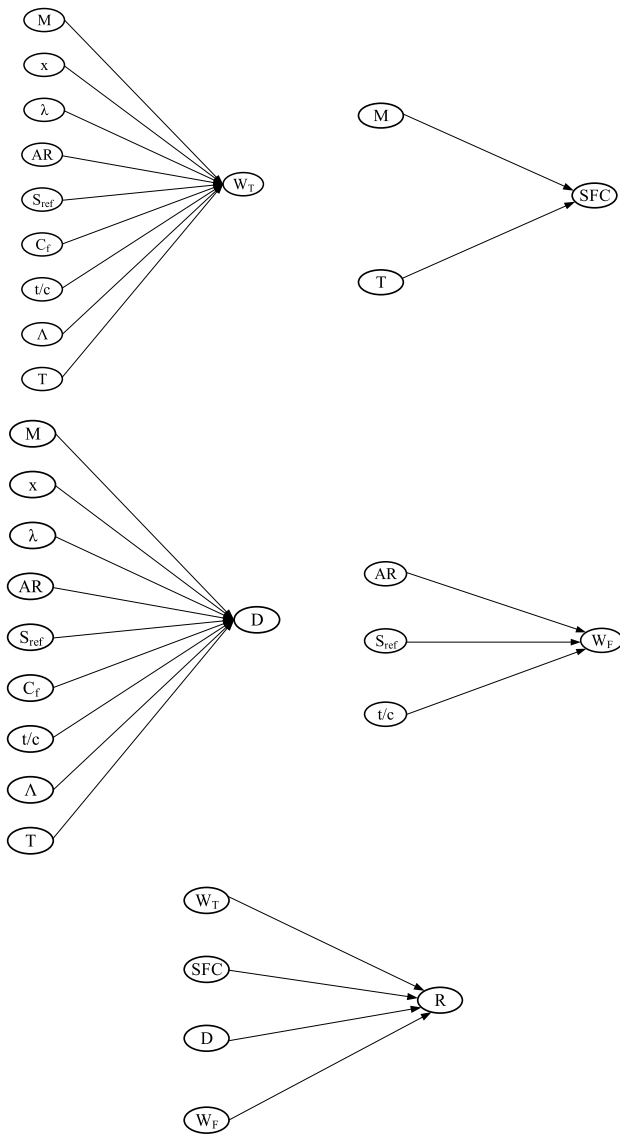 M
x
λ
AR
S_ref
C_f
t/c
Λ
T
W_T
M
T
SFC
M
x
λ
AR
S_ref
C_f
t/c
Λ
T
D
AR
S_ref
t/c
W_F
W_T
SFC
D
W_F
R